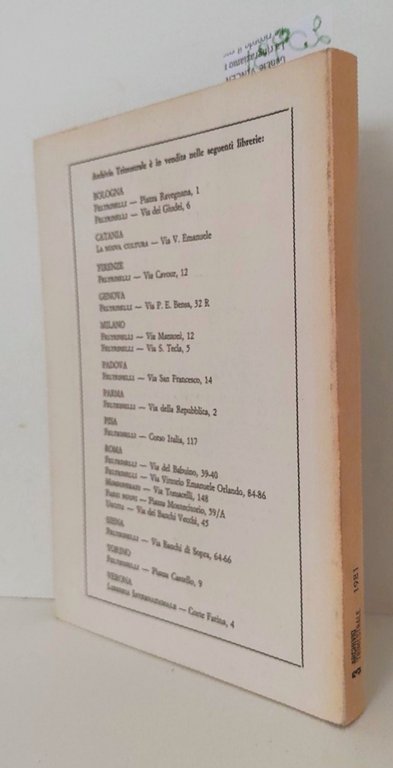 Archivio Trimestrale è in vendita nelle seguenti librerie:
BOLOGNA
FELTRINELLI — Piazza Ravegnana, 1
FELTRINELLI — Via dei Giudei, 6
CATANIA
LA NUOVA CULTURA — Via V. Emanuele
FIRENZE
FELTRINELLI — Via Cavour, 12
GENOVA
FELTRINELLI — Via P. E. Bensa, 32 R
MILANO
FELTRINELLI — Via Manzoni, 12
FELTRINELLI — Via S. Tecla, 5
PADOVA
FELTRINELLI — Via San Francesco, 14
PARMA
FELTRINELLI — Via della Repubblica, 2
PISA
FELTRINELLI — Corso Italia, 117
ROMA
FELTRINELLI — Via del Babuino, 39-40
FELTRINELLI — Via Vittorio Emanuele Orlando, 84-86
MONDOPERAIO — Via Tomacelli, 148
PAESI NUOVI — Piazza Montecitorio, 59/A
USCITA — Via dei Banchi Vecchi, 45
SIENA
FELTRINELLI — Via Banchi di Sopra, 64-66
TORINO
FELTRINELLI — Piazza Castello, 9
VERONA
LIBRERIA INTERNAZIONALE — Corte Farina, 4
3 ARCHIVIO TRIMESTRALE 1981